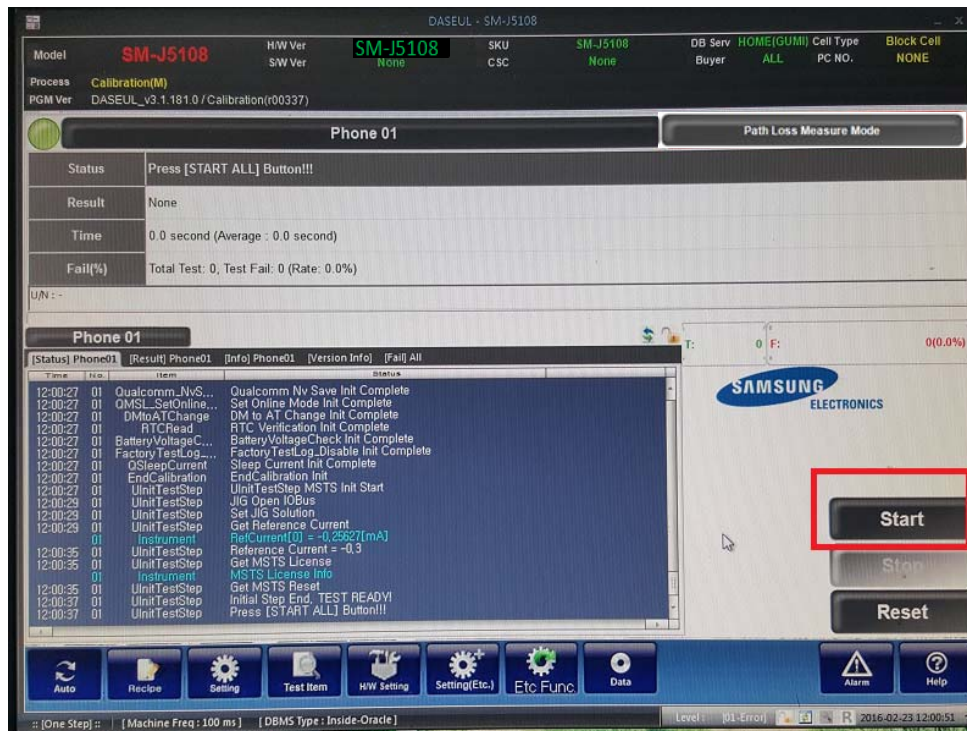 DASEUL - SM-J5108
Model SM-J5108 H/W Ver SM-J5108 SKU SM-J5108 DB Serv HOME(GUMI) Cell Type Block Cell
S/W Ver None CSC None Buyer ALL PC NO. NONE
Process Calibration(M)
PGM Ver DASEUL_v3.1.181.0 / Calibration(r00337)
Phone 01 Path Loss Measure Mode
Status Press [START ALL] Button!!!
Result None
Time 0.0 second (Average : 0.0 second)
Fail(%) Total Test: 0, Test Fail: 0 (Rate: 0.0%)
U/N : -
Phone 01 T: 0 F: 0(0.0%)
[Status] Phone01 [Result] Phone01 [Info] Phone01 [Version Info] [Fail] All
Time No. Item Status
12:00:27 01 Qualcomm_NvS... Qualcomm Nv Save Init Complete
12:00:27 01 QMSL_SetOnline... Set Online Mode Init Complete
12:00:27 01 DMtoATChange DM to AT Change Init Complete
12:00:27 01 RTCRead RTC Verification Init Complete
12:00:27 01 BatteryVoltageC... BatteryVoltageCheck Init Complete
12:00:27 01 FactoryTestLog_... FactoryTestLog_Disable Init Complete
12:00:27 01 QSleepCurrent Sleep Current Init Complete
12:00:27 01 EndCalibration EndCalibration Init
12:00:27 01 UInitTestStep UInitTestStep MSTS Init Start
12:00:29 01 UInitTestStep JIG Open IOBus
12:00:29 01 UInitTestStep Set JIG Solution
12:00:29 01 UInitTestStep Get Reference Current
01 Instrument RefCurrent[0] = -0,25627[mA]
12:00:35 01 UInitTestStep Reference Current = -0,3
12:00:35 01 UInitTestStep Get MSTS License
01 Instrument MSTS License Info
12:00:35 01 UInitTestStep Get MSTS Reset
12:00:37 01 UInitTestStep Initial Step End, TEST READY!
12:00:37 01 UInitTestStep Press [START ALL] Button!!!
SAMSUNG
ELECTRONICS
Start
Stop
Reset
Auto Recipe Setting Test Item H/W Setting Setting(Etc.) Etc Func. Data Alarm Help
:: [One Step] :: [ Machine Freq : 100 ms ] [ DBMS Type : Inside-Oracle ] Level : [01-Error] R 2016-02-23 12:00:51